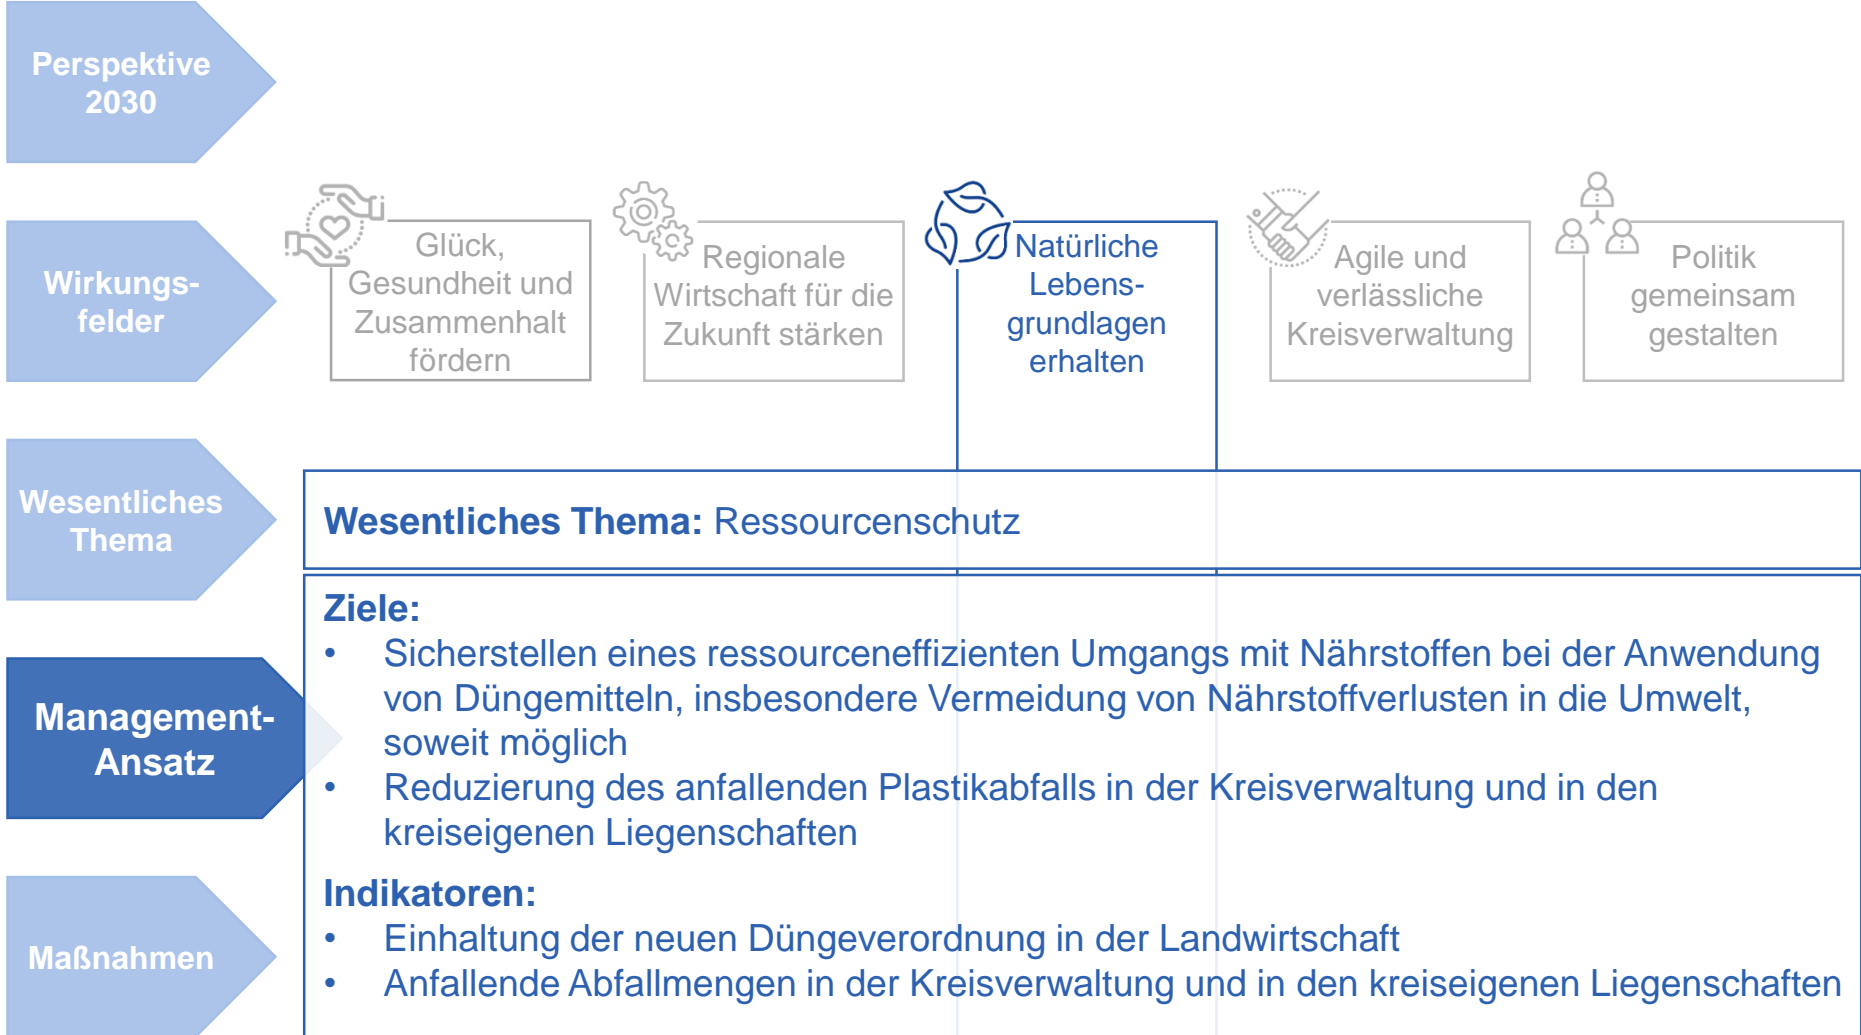 Perspektive
2030
Wirkungs-
felder
Glück,
Gesundheit und
Zusammenhalt
fördern
Regionale
Wirtschaft für die
Zukunft stärken
Natürliche
Lebens-
grundlagen
erhalten
Agile und
verlässliche
Kreisverwaltung
Politik
gemeinsam
gestalten
Wesentliches
Thema
Wesentliches Thema: Ressourcenschutz
Management-
Ansatz
Ziele:
• Sicherstellen eines ressourceneffizienten Umgangs mit Nährstoffen bei der Anwendung
von Düngemitteln, insbesondere Vermeidung von Nährstoffverlusten in die Umwelt,
soweit möglich
• Reduzierung des anfallenden Plastikabfalls in der Kreisverwaltung und in den
kreiseigenen Liegenschaften
Maßnahmen
Indikatoren:
• Einhaltung der neuen Düngeverordnung in der Landwirtschaft
• Anfallende Abfallmengen in der Kreisverwaltung und in den kreiseigenen Liegenschaften